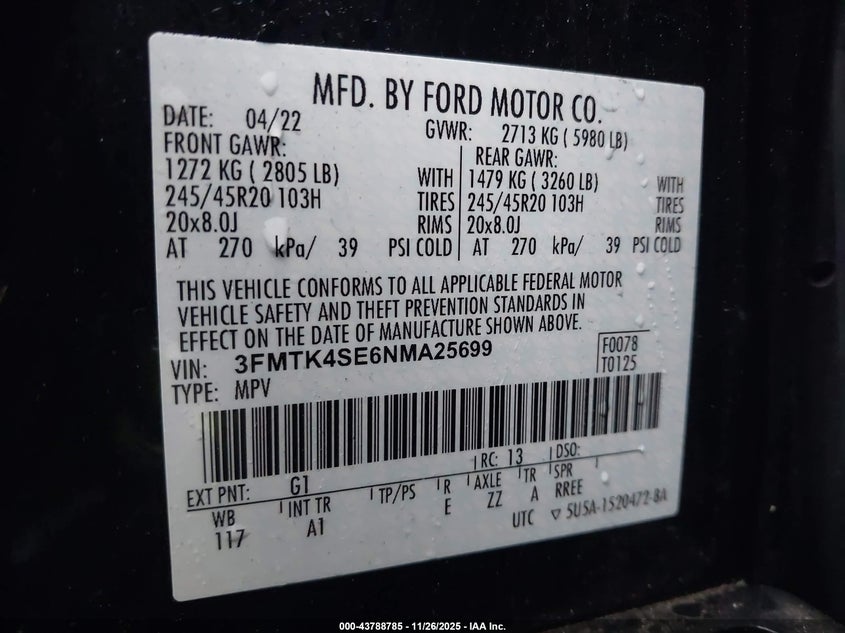 MFD. BY FORD MOTOR CO.
DATE: 04/22 GVWR: 2713 KG ( 5980 LB)
FRONT GAWR: REAR GAWR:
1272 KG ( 2805 LB) WITH 1479 KG ( 3260 LB) WITH
245/45R20 103H TIRES 245/45R20 103H TIRES
20x8.0J RIMS 20x8.0J RIMS
AT 270 kPa/ 39 PSI COLD AT 270 kPa/ 39 PSI COLD
THIS VEHICLE CONFORMS TO ALL APPLICABLE FEDERAL MOTOR
VEHICLE SAFETY AND THEFT PREVENTION STANDARDS IN
EFFECT ON THE DATE OF MANUFACTURE SHOWN ABOVE.
VIN: 3FMTK4SE6NMA25699 F0078
TYPE: MPV T0125
EXT PNT: G1 RC: 13 DSO:
WB INT TR TP/PS R AXLE TR SPR
117 A1 E ZZ A RREE
UTC ▽ 5U5A-1520472-BA
000-43788785 - 11/26/2025 - IAA Inc.